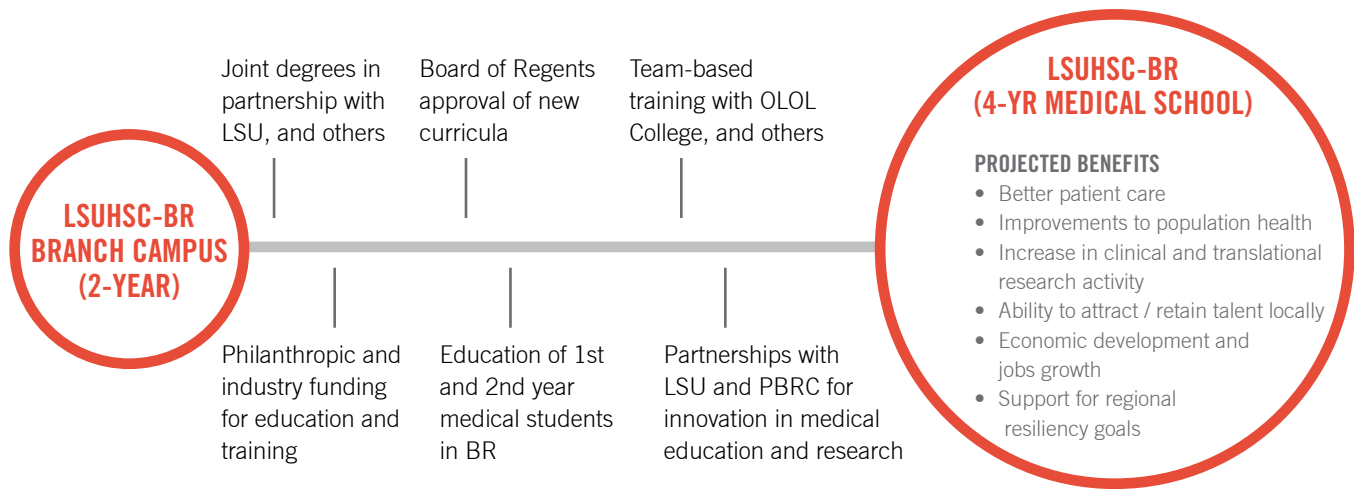 LSUHSC-BR
BRANCH CAMPUS
(2-YEAR)
Joint degrees in
partnership with
LSU, and others
Board of Regents
approval of new
curricula
Team-based
training with OLOL
College, and others
Philanthropic and
industry funding
for education and
training
Education of 1st
and 2nd year
medical students
in BR
Partnerships with
LSU and PBRC for
innovation in medical
education and research
LSUHSC-BR
(4-YR MEDICAL SCHOOL)
PROJECTED BENEFITS
• Better patient care
• Improvements to population health
• Increase in clinical and translational
research activity
• Ability to attract / retain talent locally
• Economic development and
jobs growth
• Support for regional
resiliency goals